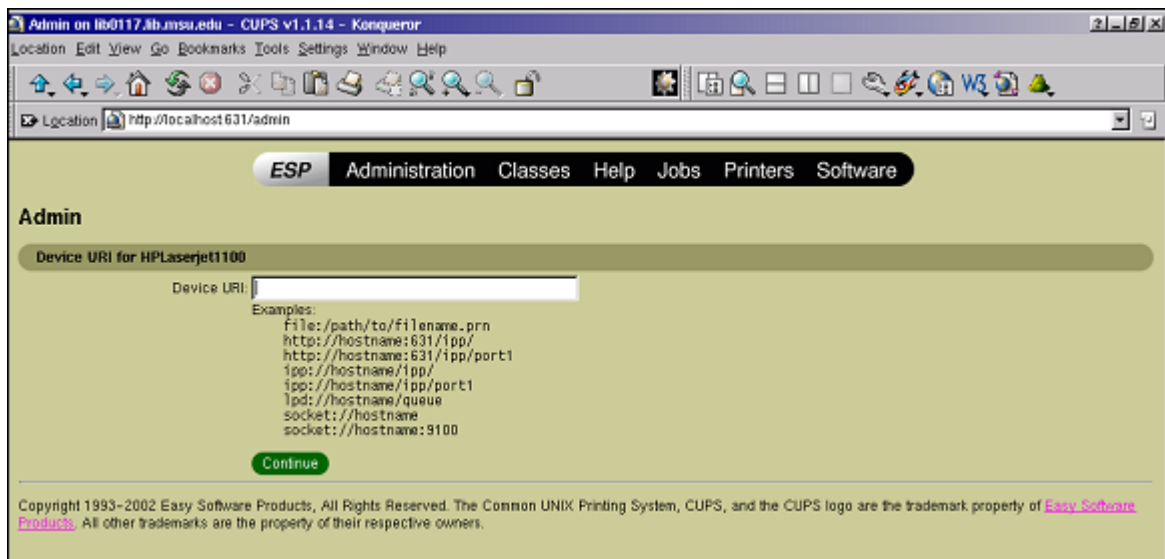 Admin on lib0117.lib.msu.edu - CUPS v1.1.14 - Konqueror
Location Edit View Go Bookmarks Tools Settings Window Help
Location http://localhost:631/admin
ESP Administration Classes Help Jobs Printers Software
Admin
Device URI for HPLaserjet1100
Device URI:
Examples:
file:/path/to/filename.prn
http://hostname:631/ipp/
http://hostname:631/ipp/port1
ipp://hostname/ipp/
ipp://hostname/ipp/port1
lpd://hostname/queue
socket://hostname
socket://hostname:9100
Continue
Copyright 1993-2002 Easy Software Products, All Rights Reserved. The Common UNIX Printing System, CUPS, and the CUPS logo are the trademark property of Easy Software
Products. All other trademarks are the property of their respective owners.